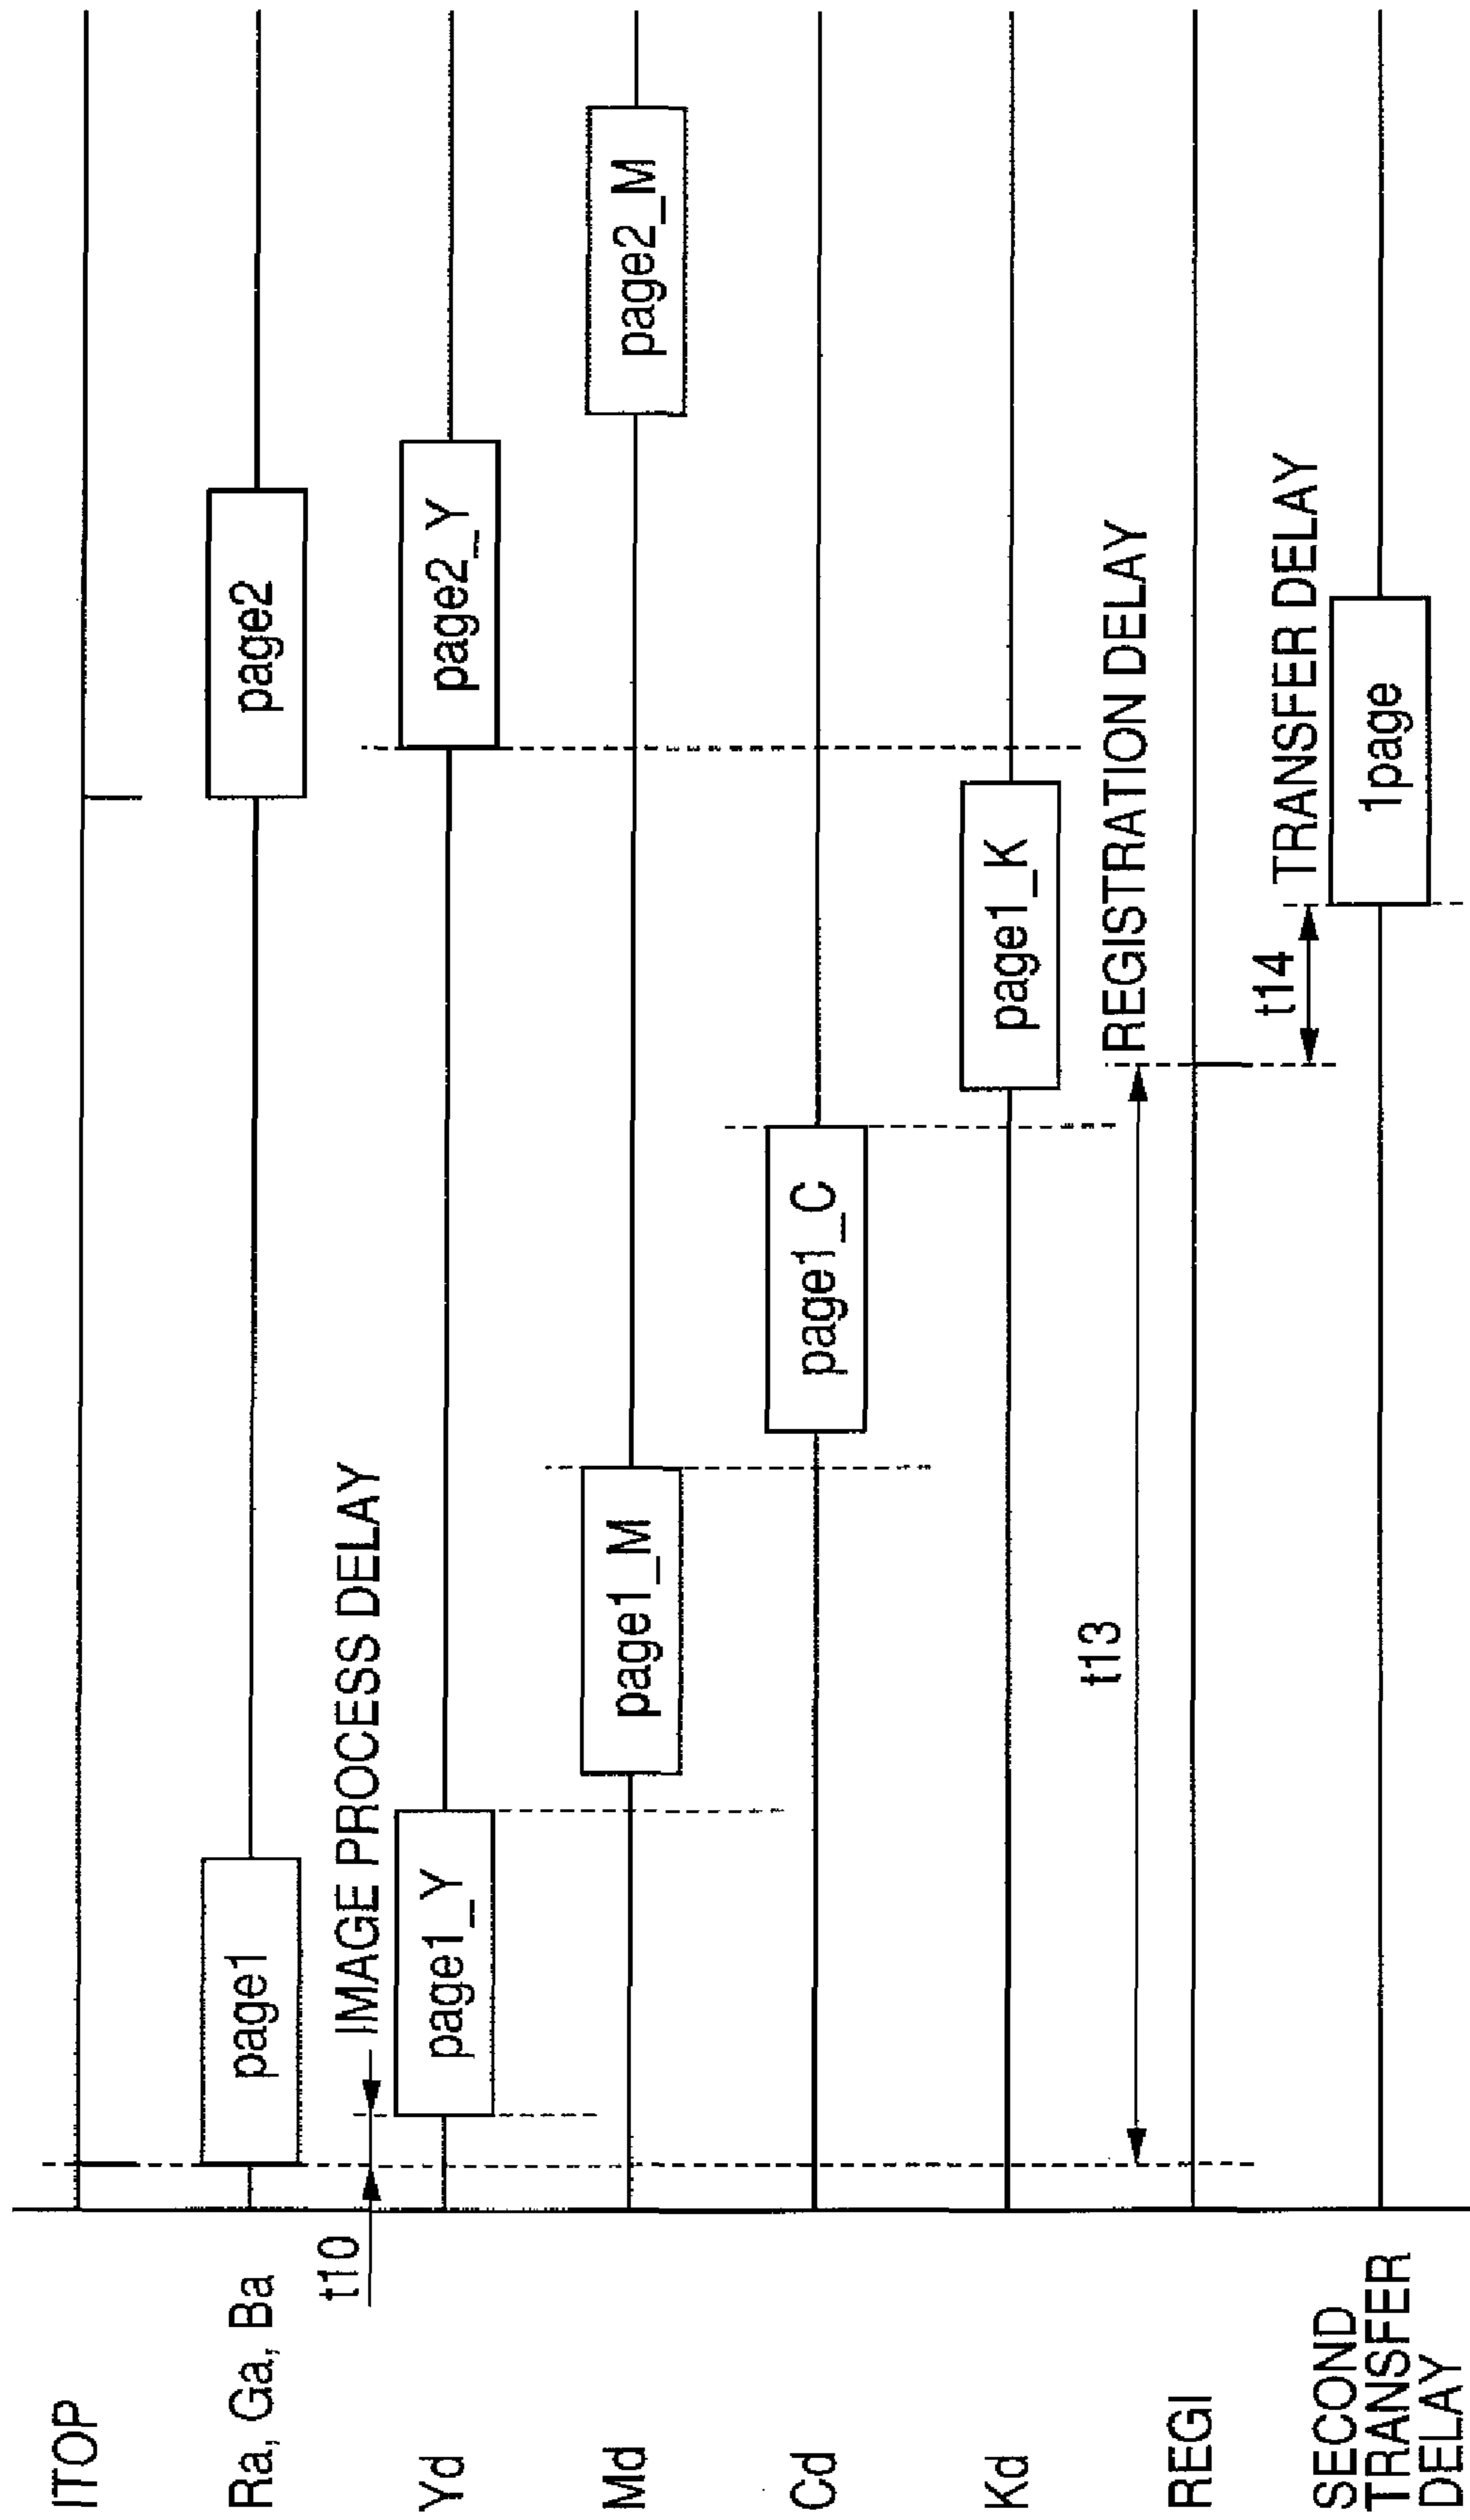 ITOP
Ra, Ga, Ba
page1
page2
t10
IMAGE PROCESS DELAY
Yd
page1_Y
page2_Y
Md
page1_M
page2_M
Cd
page1_C
Kd
page1_K
t13
REGISTRATION DELAY
REGI
t14
TRANSFER DELAY
SECOND
TRANSFER
DELAY
1page